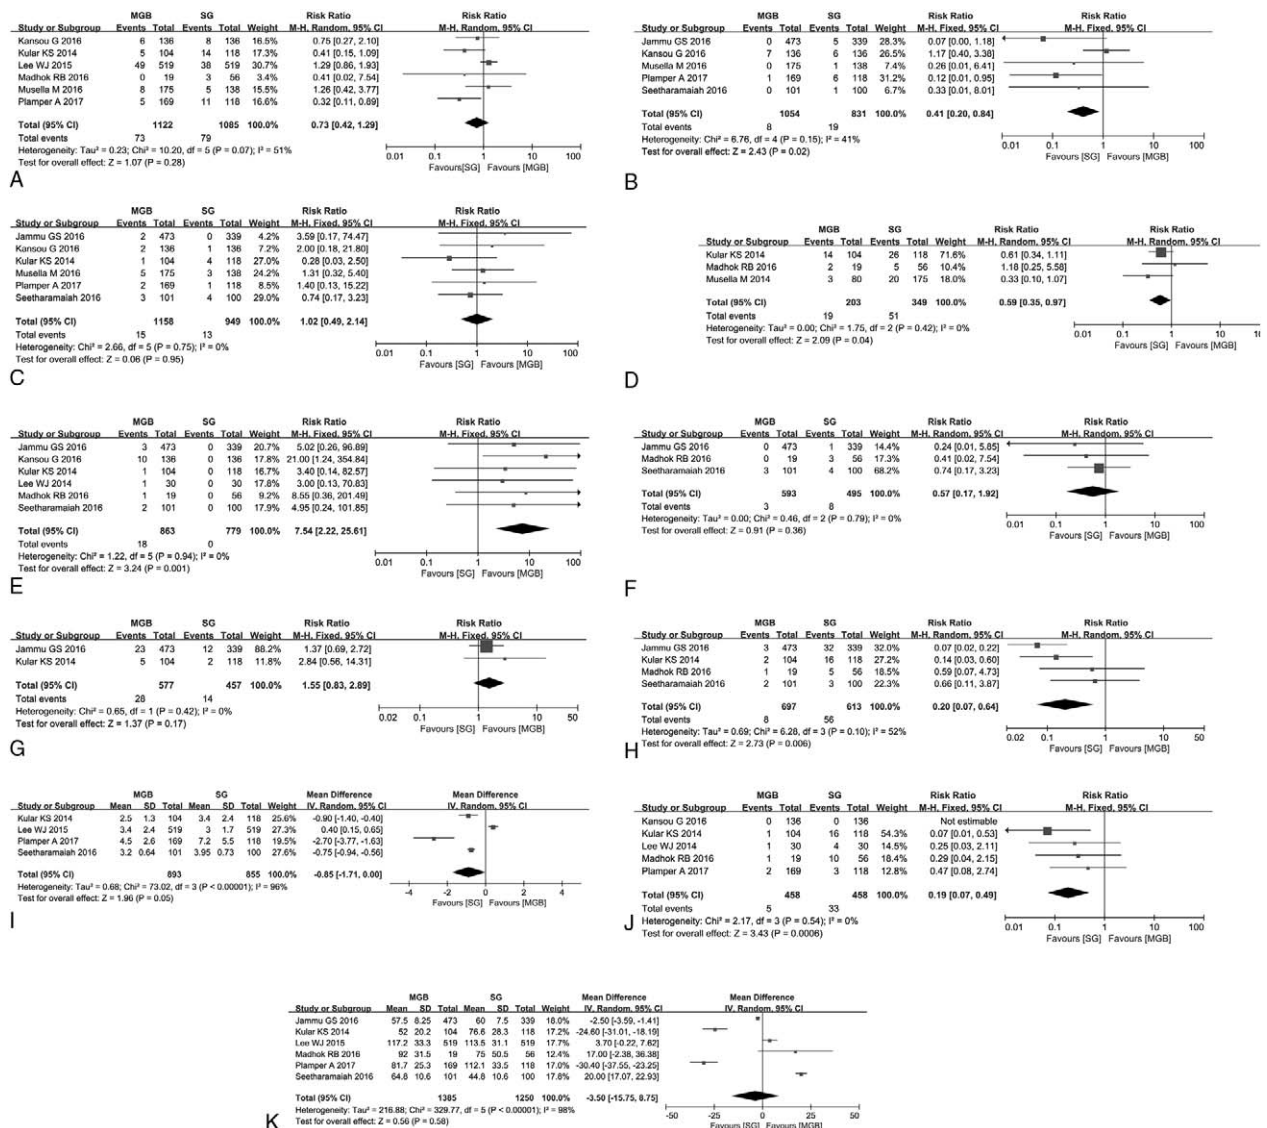 MGB SG Risk Ratio Risk Ratio
Study or Subgroup Events Total Events Total Weight M-H, Random, 95% CI M-H, Random, 95% CI
Kansou G 2016 6 136 8 136 16.5% 0.75 [0.27, 2.10]
Kular KS 2014 5 104 14 118 17.3% 0.41 [0.15, 1.09]
Lee WJ 2015 49 519 38 519 30.7% 1.29 [0.86, 1.93]
Madhok RB 2016 0 19 3 56 3.4% 0.41 [0.02, 7.54]
Musella M 2016 8 175 5 138 15.5% 1.26 [0.42, 3.77]
Plamper A 2017 5 169 11 118 16.6% 0.32 [0.11, 0.89]
Total (95% CI) 1122 1085 100.0% 0.73 [0.42, 1.29]
Total events 73 79
Heterogeneity: Tau² = 0.23; Chi² = 10.20, df = 5 (P = 0.07); I² = 51%
Test for overall effect: Z = 1.07 (P = 0.28)
0.01 0.1 1 10 100
Favours[SG] Favours [MGB]
A
MGB SG Risk Ratio Risk Ratio
Study or Subgroup Events Total Events Total Weight M-H, Random, 95% CI M-H, Random, 95% CI
Jammu GS 2016 0 473 5 339 28.3% 0.07 [0.00, 1.18]
Kansou G 2016 7 136 6 136 26.5% 1.17 [0.40, 3.38]
Musella M 2016 0 175 1 138 7.4% 0.26 [0.01, 6.41]
Plamper A 2017 1 169 6 118 31.2% 0.12 [0.01, 0.95]
Seetharamaiah 2016 0 101 1 100 6.7% 0.33 [0.01, 8.01]
Total (95% CI) 1054 831 100.0% 0.41 [0.20, 0.84]
Total events 8 19
Heterogeneity: Chi² = 6.76, df = 4 (P = 0.15); I² = 41%
Test for overall effect: Z = 2.43 (P = 0.02)
0.01 0.1 1 10 100
Favours [SG] Favours [MGB]
B
MGB SG Risk Ratio Risk Ratio
Study or Subgroup Events Total Events Total Weight M-H, Fixed, 95% CI M-H, Fixed, 95% CI
Jammu GS 2016 2 473 0 339 4.2% 3.59 [0.17, 74.47]
Kansou G 2016 2 136 1 136 7.2% 2.00 [0.18, 21.80]
Kular KS 2014 1 104 4 118 27.0% 0.28 [0.03, 2.50]
Musella M 2016 5 175 3 138 24.2% 1.31 [0.32, 5.40]
Plamper A 2017 2 169 1 118 8.5% 1.40 [0.13, 15.22]
Seetharamaiah 2016 3 101 4 100 29.0% 0.74 [0.17, 3.23]
Total (95% CI) 1158 949 100.0% 1.02 [0.49, 2.14]
Total events 15 13
Heterogeneity: Chi² = 2.66, df = 5 (P = 0.75); I² = 0%
Test for overall effect: Z = 0.06 (P = 0.95)
0.01 0.1 1 10 100
Favours [SG] Favours [MGB]
C
MGB SG Risk Ratio Risk Ratio
Study or Subgroup Events Total Events Total Weight M-H, Random, 95% CI M-H, Random, 95% CI
Kular KS 2014 14 104 26 118 71.6% 0.61 [0.34, 1.11]
Madhok RB 2016 2 19 5 56 10.4% 1.18 [0.25, 5.58]
Musella M 2014 3 80 20 175 18.0% 0.33 [0.10, 1.07]
Total (95% CI) 203 349 100.0% 0.59 [0.35, 0.97]
Total events 19 51
Heterogeneity: Tau² = 0.00; Chi² = 1.75, df = 2 (P = 0.42); I² = 0%
Test for overall effect: Z = 2.09 (P = 0.04)
0.01 0.1 1 10
Favours [SG] Favours [MGB]
D
MGB SG Risk Ratio Risk Ratio
Study or Subgroup Events Total Events Total Weight M-H, Fixed, 95% CI M-H, Fixed, 95% CI
Jammu GS 2016 3 473 0 339 20.7% 5.02 [0.26, 96.89]
Kansou G 2016 10 136 0 136 17.8% 21.00 [1.24, 354.84]
Kular KS 2014 1 104 0 118 16.7% 3.40 [0.14, 82.57]
Lee WJ 2014 1 30 0 30 17.8% 3.00 [0.13, 70.83]
Madhok RB 2016 1 19 0 56 9.2% 8.55 [0.36, 201.49]
Seetharamaiah 2016 2 101 0 100 17.9% 4.95 [0.24, 101.85]
Total (95% CI) 863 779 100.0% 7.54 [2.22, 25.61]
Total events 18 0
Heterogeneity: Chi² = 1.22, df = 5 (P = 0.94); I² = 0%
Test for overall effect: Z = 3.24 (P = 0.001)
0.01 0.1 1 10 100
Favours [SG] Favours [MGB]
E
MGB SG Risk Ratio Risk Ratio
Study or Subgroup Events Total Events Total Weight M-H, Random, 95% CI M-H, Random, 95% CI
Jammu GS 2016 0 473 1 339 14.4% 0.24 [0.01, 5.85]
Madhok RB 2016 0 19 3 56 17.3% 0.41 [0.02, 7.54]
Seetharamaiah 2016 3 101 4 100 68.2% 0.74 [0.17, 3.23]
Total (95% CI) 593 495 100.0% 0.57 [0.17, 1.92]
Total events 3 8
Heterogeneity: Tau² = 0.00; Chi² = 0.46, df = 2 (P = 0.79); I² = 0%
Test for overall effect: Z = 0.91 (P = 0.36)
0.01 0.1 1 10 100
Favours [SG] Favours [MGB]
F
MGB SG Risk Ratio Risk Ratio
Study or Subgroup Events Total Events Total Weight M-H, Fixed, 95% CI M-H, Fixed, 95% CI
Jammu GS 2016 23 473 12 339 88.2% 1.37 [0.69, 2.72]
Kular KS 2014 5 104 2 118 11.8% 2.84 [0.56, 14.31]
Total (95% CI) 577 457 100.0% 1.55 [0.83, 2.89]
Total events 28 14
Heterogeneity: Chi² = 0.65, df = 1 (P = 0.42); I² = 0%
Test for overall effect: Z = 1.37 (P = 0.17)
0.02 0.1 1 10 50
Favours [SG] Favours [MGB]
G
MGB SG Risk Ratio Risk Ratio
Study or Subgroup Events Total Events Total Weight M-H, Random, 95% CI M-H, Random, 95% CI
Jammu GS 2016 3 473 32 339 32.0% 0.07 [0.02, 0.22]
Kular KS 2014 2 104 16 118 27.2% 0.14 [0.03, 0.60]
Madhok RB 2016 1 19 5 56 18.5% 0.59 [0.07, 4.73]
Seetharamaiah 2016 2 101 3 100 22.3% 0.66 [0.11, 3.87]
Total (95% CI) 697 613 100.0% 0.20 [0.07, 0.64]
Total events 8 56
Heterogeneity: Tau² = 0.69; Chi² = 6.28, df = 3 (P = 0.10); I² = 52%
Test for overall effect: Z = 2.73 (P = 0.006)
0.02 0.1 1 10 50
Favours [SG] Favours [MGB]
H
MGB SG Mean Difference Mean Difference
Study or Subgroup Mean SD Total Mean SD Total Weight IV, Random, 95% CI IV, Random, 95% CI
Kular KS 2014 2.5 1.3 104 3.4 2.4 118 25.6% -0.90 [-1.40, -0.40]
Lee WJ 2015 3.4 2.4 519 3 1.7 519 27.3% 0.40 [0.15, 0.65]
Plamper A 2017 4.5 2.6 169 7.2 5.5 118 19.5% -2.70 [-3.77, -1.63]
Seetharamaiah 2016 3.2 0.64 101 3.95 0.73 100 27.6% -0.75 [-0.94, -0.56]
Total (95% CI) 893 855 100.0% -0.85 [-1.71, 0.00]
Heterogeneity: Tau² = 0.68; Chi² = 73.02, df = 3 (P < 0.00001); I² = 96%
Test for overall effect: Z = 1.96 (P = 0.05)
-4 -2 0 2 4
Favours [SG] Favours [MGB]
I
MGB SG Risk Ratio Risk Ratio
Study or Subgroup Events Total Events Total Weight M-H, Fixed, 95% CI M-H, Fixed, 95% CI
Kansou G 2016 0 136 0 136 Not estimable
Kular KS 2014 1 104 16 118 54.3% 0.07 [0.01, 0.53]
Lee WJ 2014 1 30 4 30 14.5% 0.25 [0.03, 2.11]
Madhok RB 2016 1 19 10 56 18.4% 0.29 [0.04, 2.15]
Plamper A 2017 2 169 3 118 12.8% 0.47 [0.08, 2.74]
Total (95% CI) 458 458 100.0% 0.19 [0.07, 0.49]
Total events 5 33
Heterogeneity: Chi² = 2.17, df = 3 (P = 0.54); I² = 0%
Test for overall effect: Z = 3.43 (P = 0.0006)
0.01 0.1 1 10 100
Favours [SG] Favours [MGB]
J
MGB SG Mean Difference Mean Difference
Study or Subgroup Mean SD Total Mean SD Total Weight IV, Random, 95% CI IV, Random, 95% CI
Jammu GS 2016 57.5 8.25 473 60 7.5 339 18.0% -2.50 [-3.59, -1.41]
Kular KS 2014 52 20.2 104 76.6 28.3 118 17.2% -24.60 [-31.01, -18.19]
Lee WJ 2015 117.2 33.3 519 113.5 31.1 519 17.7% 3.70 [-0.22, 7.62]
Madhok RB 2016 92 31.5 19 75 50.5 56 12.4% 17.00 [-2.38, 36.38]
Plamper A 2017 81.7 25.3 169 112.1 33.5 118 17.0% -30.40 [-37.55, -23.25]
Seetharamaiah 2016 64.8 10.6 101 44.8 10.6 100 17.8% 20.00 [17.07, 22.93]
Total (95% CI) 1385 1250 100.0% -3.50 [-15.75, 8.75]
Heterogeneity: Tau² = 216.88; Chi² = 329.77, df = 5 (P < 0.00001); I² = 98%
Test for overall effect: Z = 0.56 (P = 0.58)
-50 -25 0 25 50
Favours [SG] Favours [MGB]
K